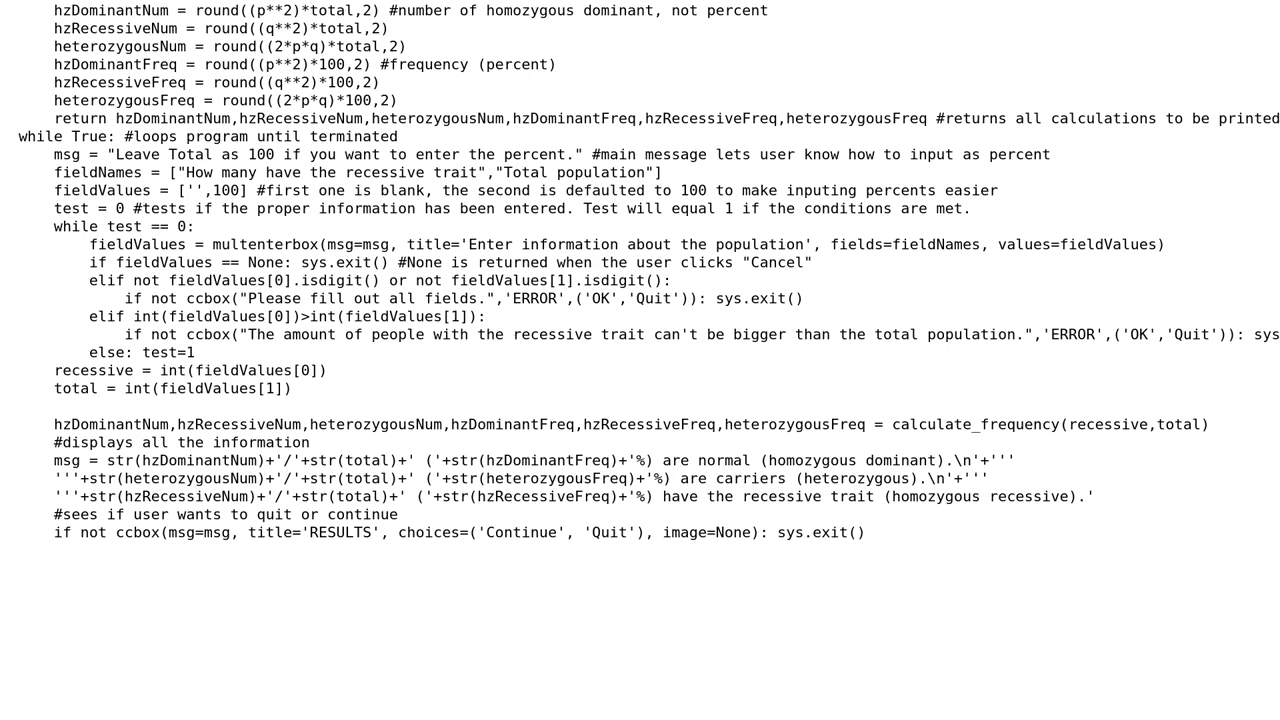 hzDominantNum = round((p**2)*total,2) #number of homozygous dominant, not percent
hzRecessiveNum = round((q**2)*total,2)
heterozygousNum = round((2*p*q)*total,2)
hzDominantFreq = round((p**2)*100,2) #frequency (percent)
hzRecessiveFreq = round((q**2)*100,2)
heterozygousFreq = round((2*p*q)*100,2)
return hzDominantNum,hzRecessiveNum,heterozygousNum,hzDominantFreq,hzRecessiveFreq,heterozygousFreq #returns all calculations to be printed
while True: #loops program until terminated
msg = "Leave Total as 100 if you want to enter the percent." #main message lets user know how to input as percent
fieldNames = ["How many have the recessive trait","Total population"]
fieldValues = ['',100] #first one is blank, the second is defaulted to 100 to make inputing percents easier
test = 0 #tests if the proper information has been entered. Test will equal 1 if the conditions are met.
while test == 0:
fieldValues = multenterbox(msg=msg, title='Enter information about the population', fields=fieldNames, values=fieldValues)
if fieldValues == None: sys.exit() #None is returned when the user clicks "Cancel"
elif not fieldValues[0].isdigit() or not fieldValues[1].isdigit():
if not ccbox("Please fill out all fields.",'ERROR',('OK','Quit')): sys.exit()
elif int(fieldValues[0])>int(fieldValues[1]):
if not ccbox("The amount of people with the recessive trait can't be bigger than the total population.",'ERROR',('OK','Quit')): sys
else: test=1
recessive = int(fieldValues[0])
total = int(fieldValues[1])
hzDominantNum,hzRecessiveNum,heterozygousNum,hzDominantFreq,hzRecessiveFreq,heterozygousFreq = calculate_frequency(recessive,total)
#displays all the information
msg = str(hzDominantNum)+'/'+str(total)+' ('+str(hzDominantFreq)+'%) are normal (homozygous dominant).\n'+'''
'''+str(heterozygousNum)+'/'+str(total)+' ('+str(heterozygousFreq)+'%) are carriers (heterozygous).\n'+'''
'''+str(hzRecessiveNum)+'/'+str(total)+' ('+str(hzRecessiveFreq)+'%) have the recessive trait (homozygous recessive).'
#sees if user wants to quit or continue
if not ccbox(msg=msg, title='RESULTS', choices=('Continue', 'Quit'), image=None): sys.exit()